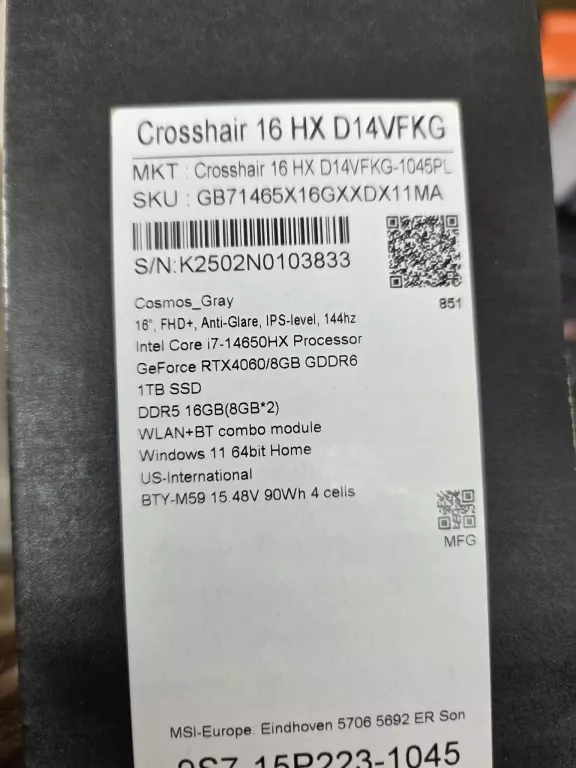 Crosshair 16 HX D14VFKG
MKT : Crosshair 16 HX D14VFKG-1045PL
SKU : GB71465X16GXXDX11MA
S/N:K2502N0103833
851
Cosmos_Gray
16", FHD+, Anti-Glare, IPS-level, 144hz
Intel Core i7-14650HX Processor
GeForce RTX4060/8GB GDDR6
1TB SSD
DDR5 16GB(8GB*2)
WLAN+BT combo module
Windows 11 64bit Home
US-International
BTY-M59 15.48V 90Wh 4 cells
MFG
MSI-Europe: Eindhoven 5706 5692 ER Son
9S7-15P223-1045